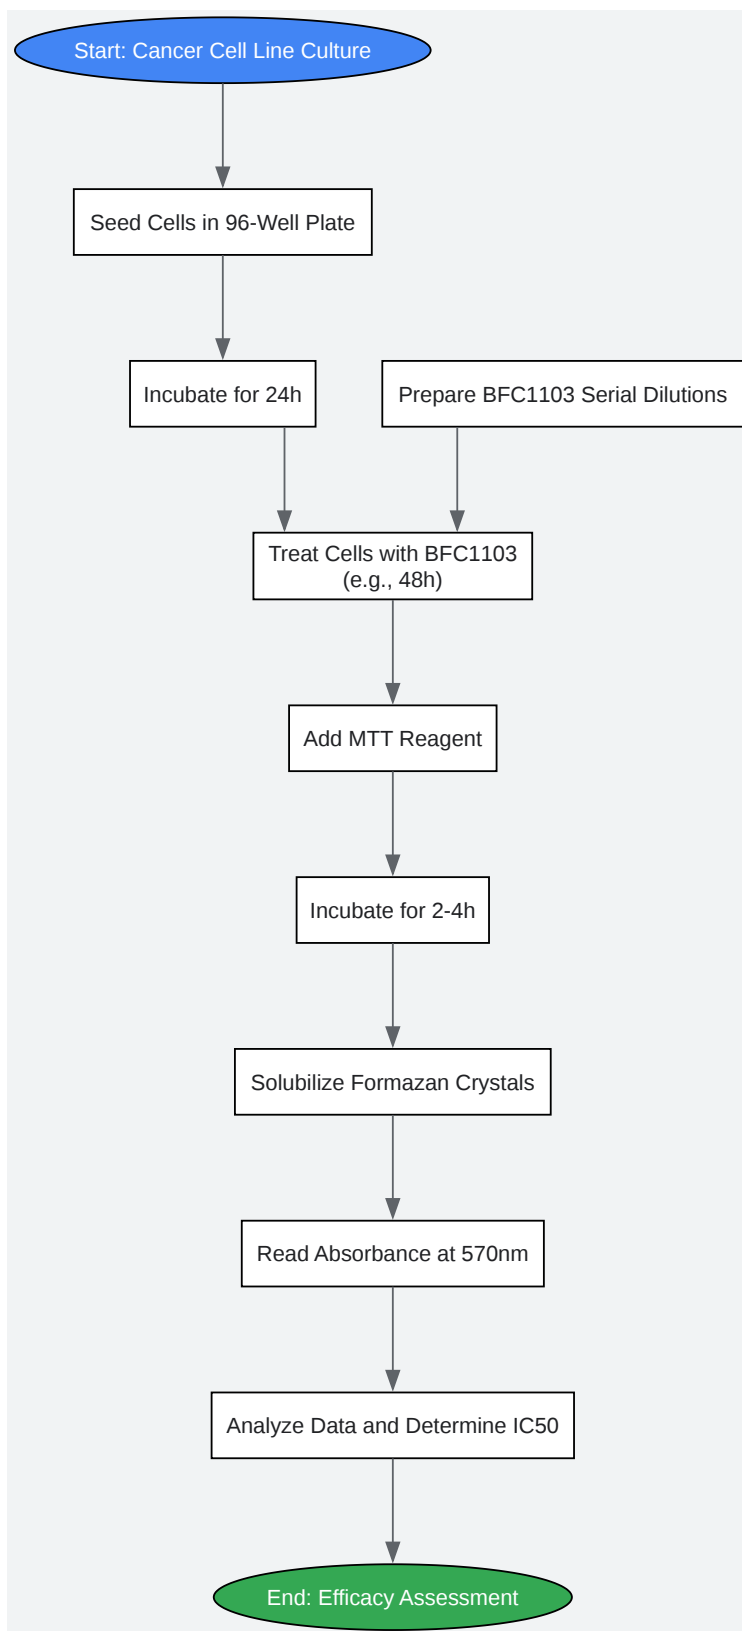 Start: Cancer Cell Line Culture
Seed Cells in 96-Well Plate
Incubate for 24h
Prepare BFC1103 Serial Dilutions
Treat Cells with BFC1103
(e.g., 48h)
Add MTT Reagent
Incubate for 2-4h
Solubilize Formazan Crystals
Read Absorbance at 570nm
Analyze Data and Determine IC50
End: Efficacy Assessment